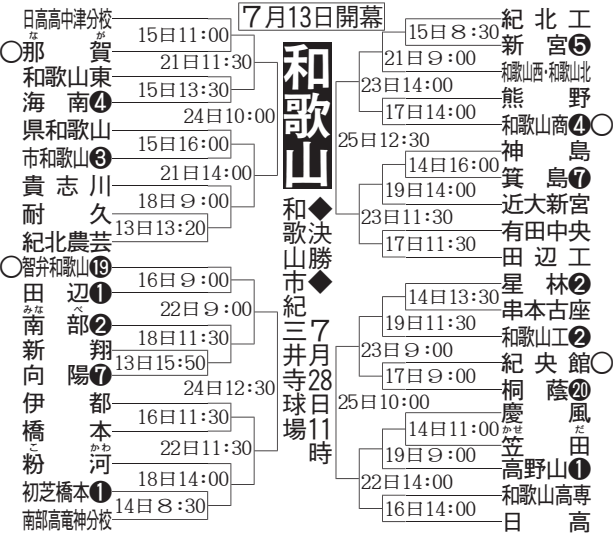 7月13日開幕
和歌山
◆決勝◆ 7月28日11時
和歌山市紀三井寺球場
日高高中津分校
15日11:00
○那賀
なが
21日11:30
和歌山東
15日13:30
海南❹
24日10:00
県和歌山
15日16:00
市和歌山❸
21日14:00
貴志川
18日9:00
耐久
13日13:20
紀北農芸
○智弁和歌山⓳
16日9:00
田辺❶
22日9:00
南部❷
みなべ
18日11:30
新翔
13日15:50
向陽❼
24日12:30
伊都
16日11:30
橋本
22日11:30
粉河
こかわ
18日14:00
初芝橋本❶
14日8:30
南部高竜神分校
紀北工
15日8:30
新宮❺
21日9:00
和歌山西・和歌山北
23日14:00
熊野
17日14:00
和歌山商❹○
25日12:30
神島
14日16:00
箕島❼
19日14:00
近大新宮
23日11:30
有田中央
17日11:30
田辺工
星林❷
14日13:30
串本古座
19日11:30
和歌山工❷
23日9:00
紀央館○
17日9:00
桐蔭⓴
25日10:00
慶風
14日11:00
笠田
かせだ
19日9:00
高野山❶
22日14:00
和歌山高専
16日14:00
日高